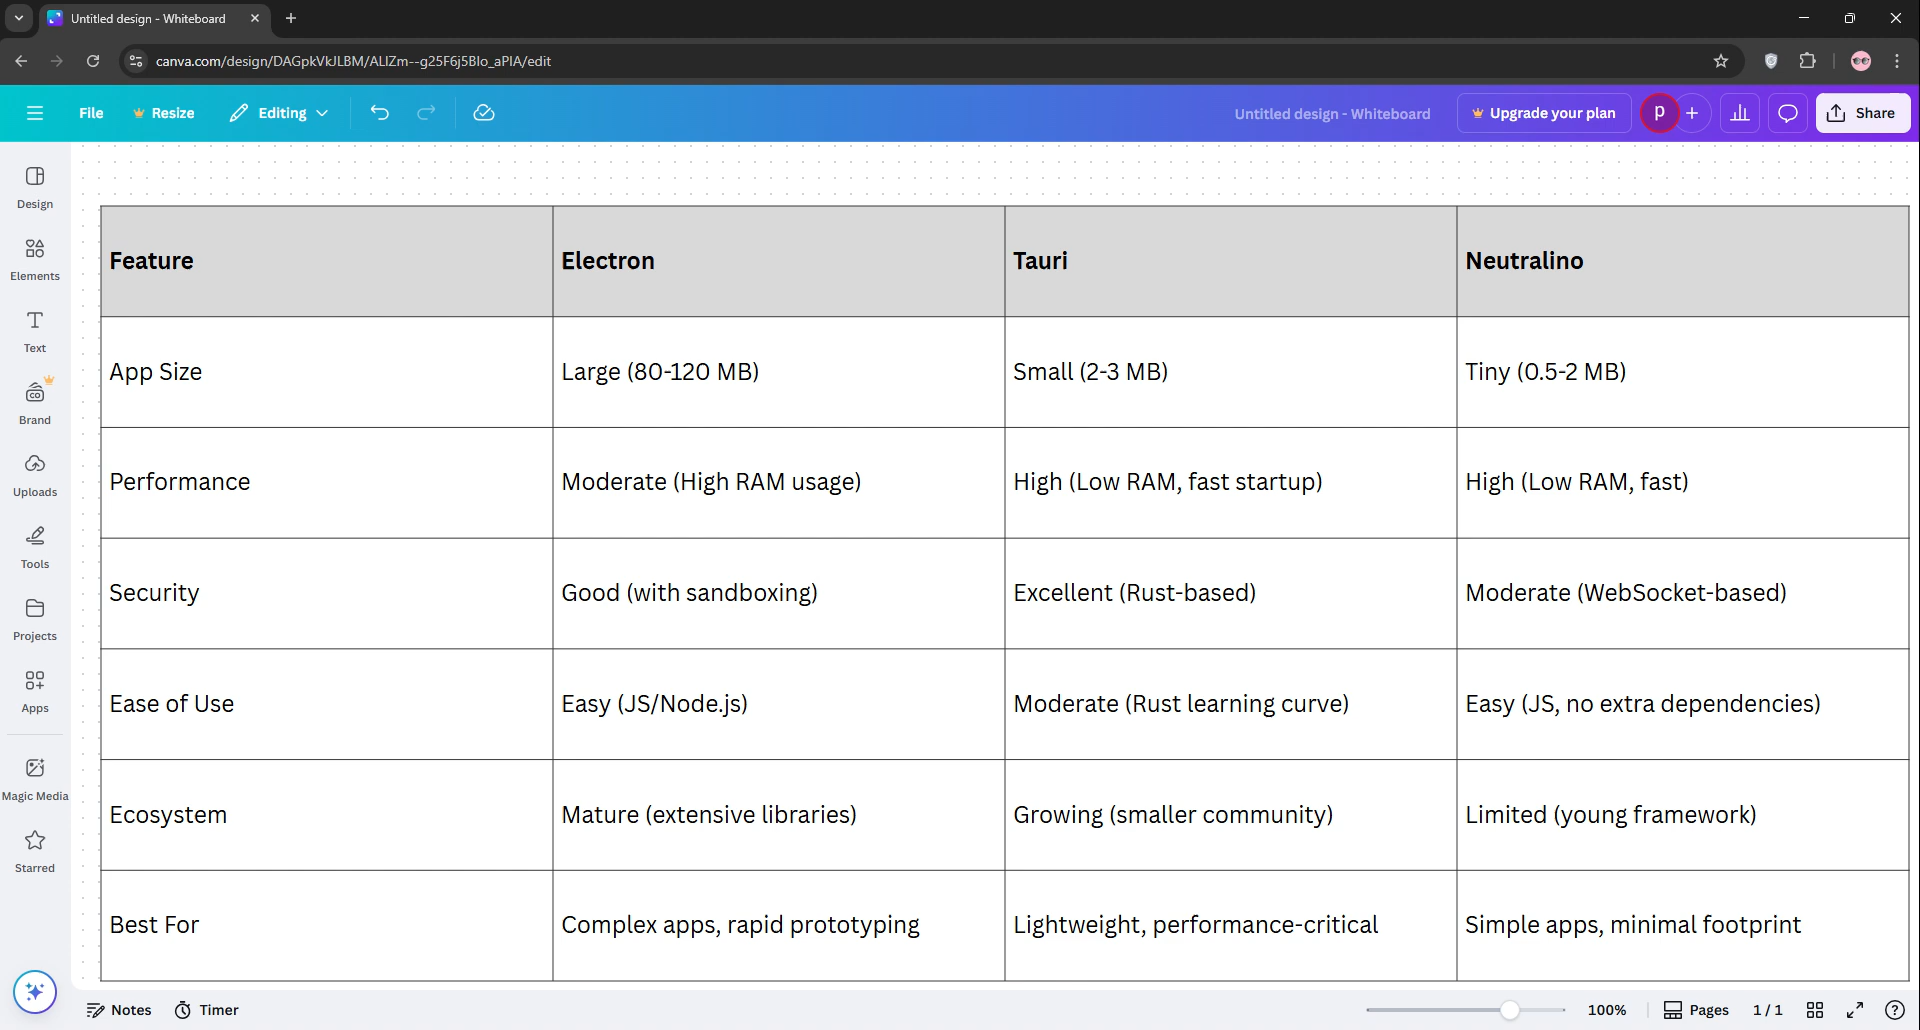 Untitled design - Whiteboard
canva.com/design/DAGpkVkJLBM/ALIZm--g25F6j5Blo_aPIA/edit
File Resize Editing Untitled design - Whiteboard Upgrade your plan P Share
Design
Elements
Text
Brand
Uploads
Tools
Projects
Apps
Magic Media
Starred
Feature Electron Tauri Neutralino
App Size Large (80-120 MB) Small (2-3 MB) Tiny (0.5-2 MB)
Performance Moderate (High RAM usage) High (Low RAM, fast startup) High (Low RAM, fast)
Security Good (with sandboxing) Excellent (Rust-based) Moderate (WebSocket-based)
Ease of Use Easy (JS/Node.js) Moderate (Rust learning curve) Easy (JS, no extra dependencies)
Ecosystem Mature (extensive libraries) Growing (smaller community) Limited (young framework)
Best For Complex apps, rapid prototyping Lightweight, performance-critical Simple apps, minimal footprint
Notes Timer 100% Pages 1 / 1